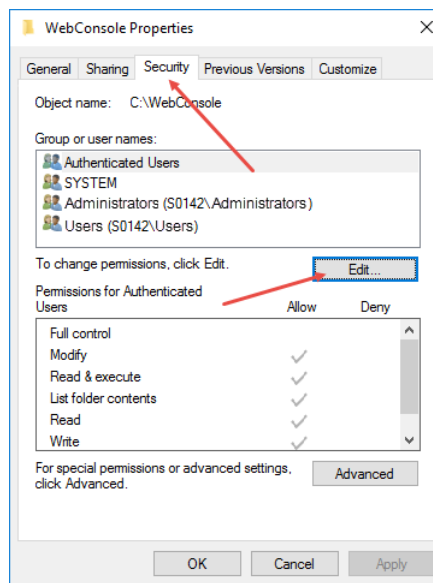 WebConsole Properties
General Sharing Security Previous Versions Customize
Object name: C:\WebConsole
Group or user names:
Authenticated Users
SYSTEM
Administrators (S0142\Administrators)
Users (S0142\Users)
To change permissions, click Edit.
Edit...
Permissions for Authenticated
Users Allow Deny
Full control
Modify
Read & execute
List folder contents
Read
Write
For special permissions or advanced settings,
click Advanced.
Advanced
OK Cancel Apply